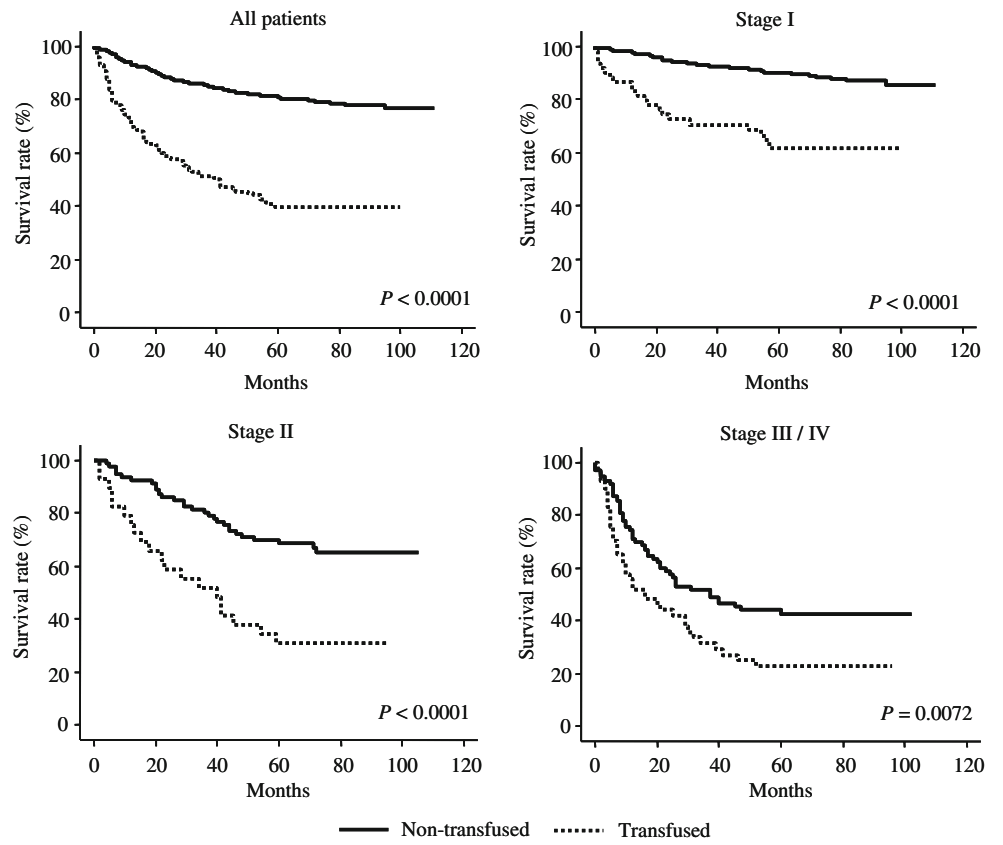 All patients
100
80
60
40
20
0
Survival rate (%)
P < 0.0001
0 20 40 60 80 100 120
Months
Stage I
100
80
60
40
20
0
Survival rate (%)
P < 0.0001
0 20 40 60 80 100 120
Months
Stage II
100
80
60
40
20
0
Survival rate (%)
P < 0.0001
0 20 40 60 80 100 120
Months
Stage III / IV
100
80
60
40
20
0
Survival rate (%)
P = 0.0072
0 20 40 60 80 100 120
Months
Non-transfused Transfused